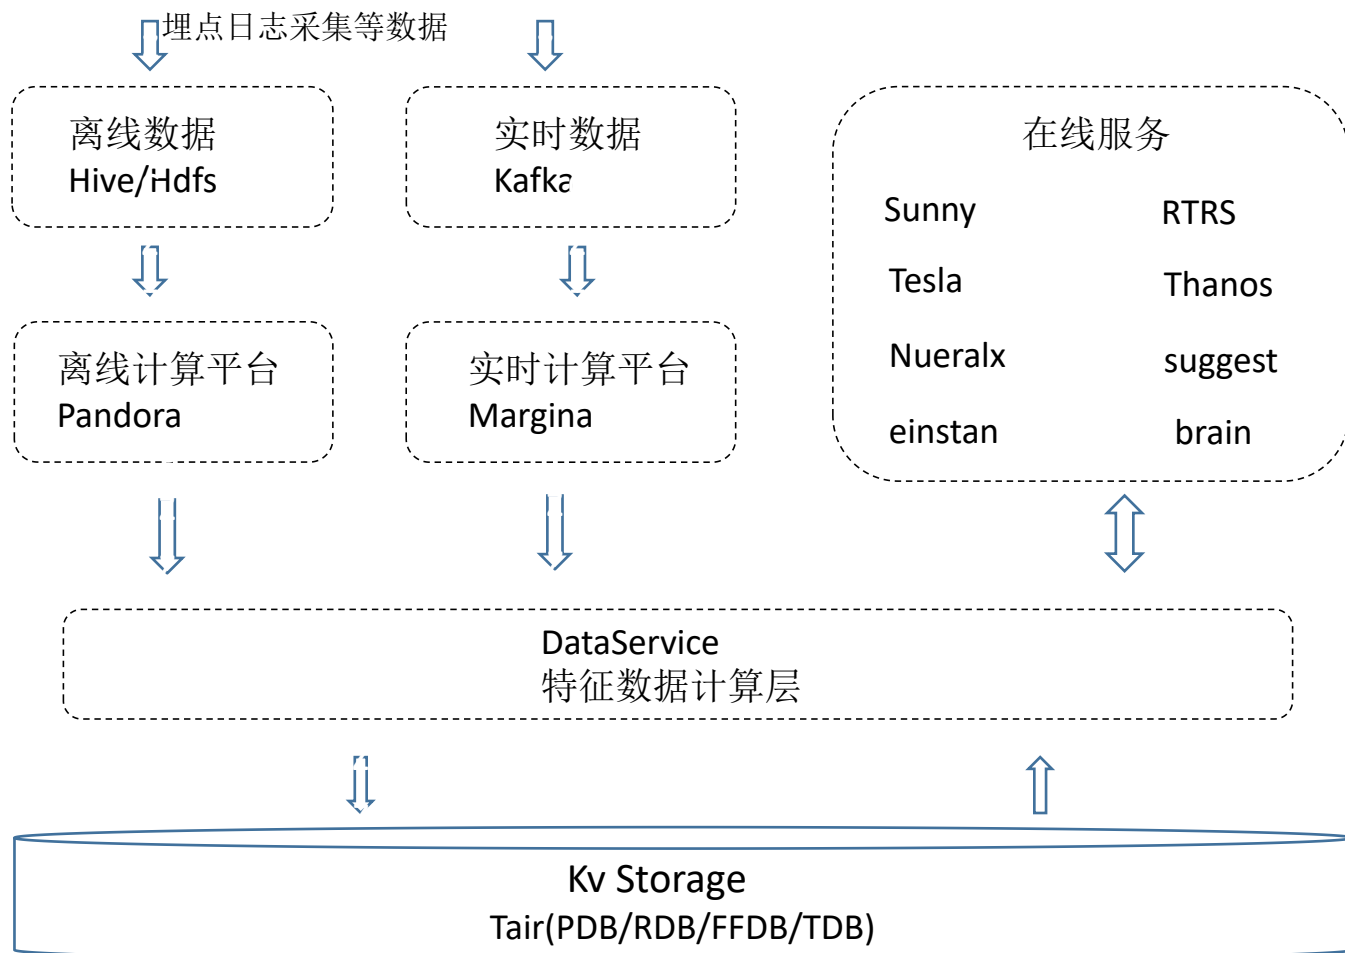 埋点日志采集等数据
离线数据
Hive/Hdfs
实时数据
Kafka
离线计算平台
Pandora
实时计算平台
Margina
在线服务
Sunny
RTRS
Tesla
Thanos
Nueralx
suggest
einstan
brain
DataService
特征数据计算层
Kv Storage
Tair(PDB/RDB/FFDB/TDB)